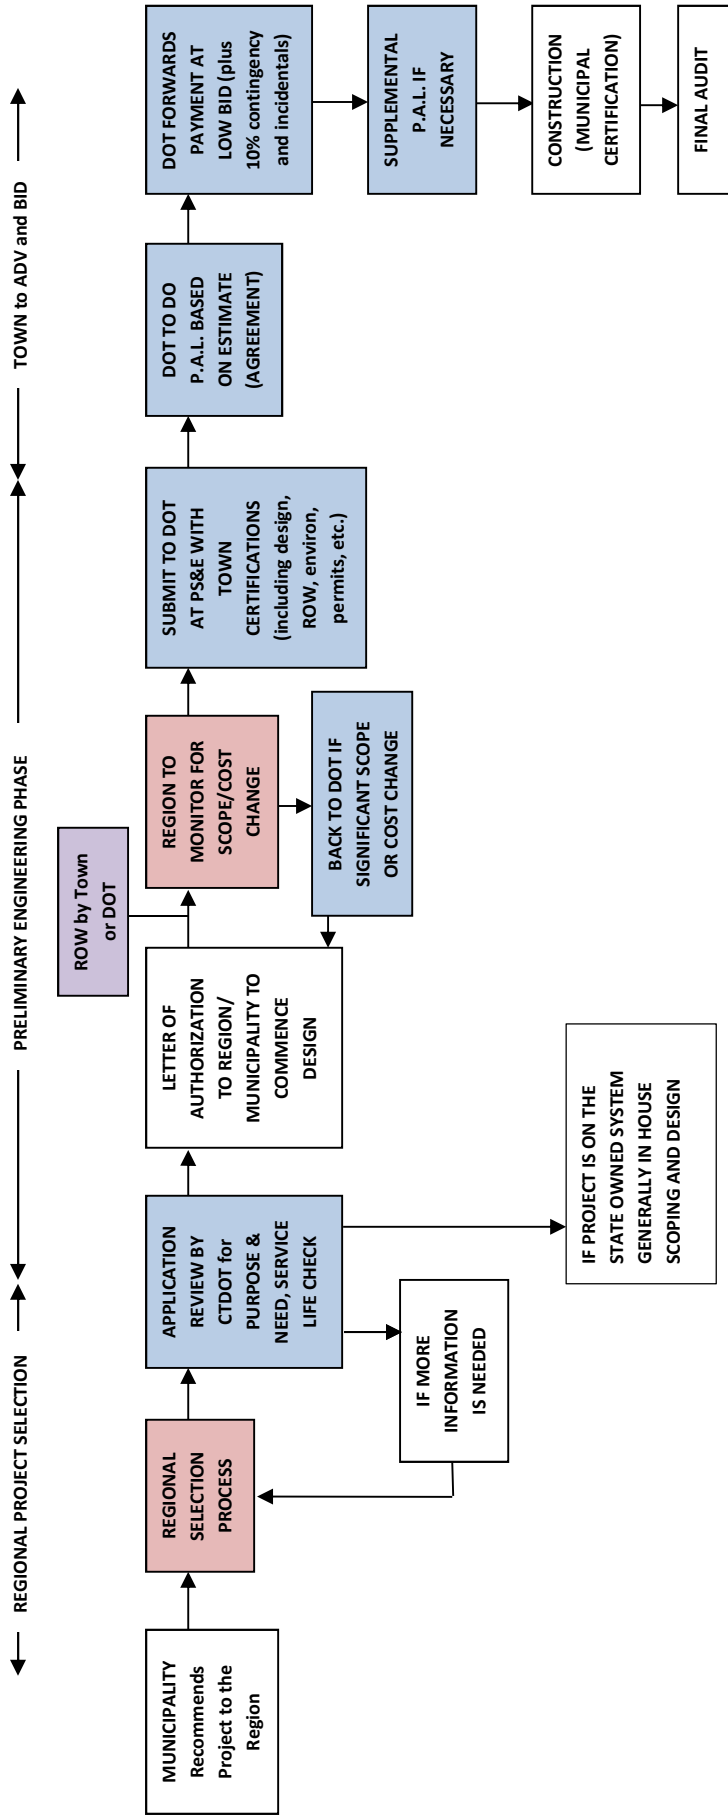 REGIONAL PROJECT SELECTION
PRELIMINARY ENGINEERING PHASE
TOWN to ADV and BID
MUNICIPALITY
Recommends
Project to the
Region
REGIONAL
SELECTION
PROCESS
APPLICATION
REVIEW BY
CTDOT for
PURPOSE &
NEED, SERVICE
LIFE CHECK
IF MORE
INFORMATION
IS NEEDED
IF PROJECT IS ON THE
STATE OWNED SYSTEM
GENERALLY IN HOUSE
SCOPING AND DESIGN
LETTER OF
AUTHORIZATION
TO REGION/
MUNICIPALITY TO
COMMENCE
DESIGN
ROW by Town
or DOT
REGION TO
MONITOR FOR
SCOPE/COST
CHANGE
BACK TO DOT IF
SIGNIFICANT SCOPE
OR COST CHANGE
SUBMIT TO DOT
AT PS&E WITH
TOWN
CERTIFICATIONS
(including design,
ROW, environ,
permits, etc.)
DOT TO DO
P.A.L. BASED
ON ESTIMATE
(AGREEMENT)
DOT FORWARDS
PAYMENT AT
LOW BID (plus
10% contingency
and incidentals)
SUPPLEMENTAL
P.A.L. IF
NECESSARY
CONSTRUCTION
(MUNICIPAL
CERTIFICATION)
FINAL AUDIT